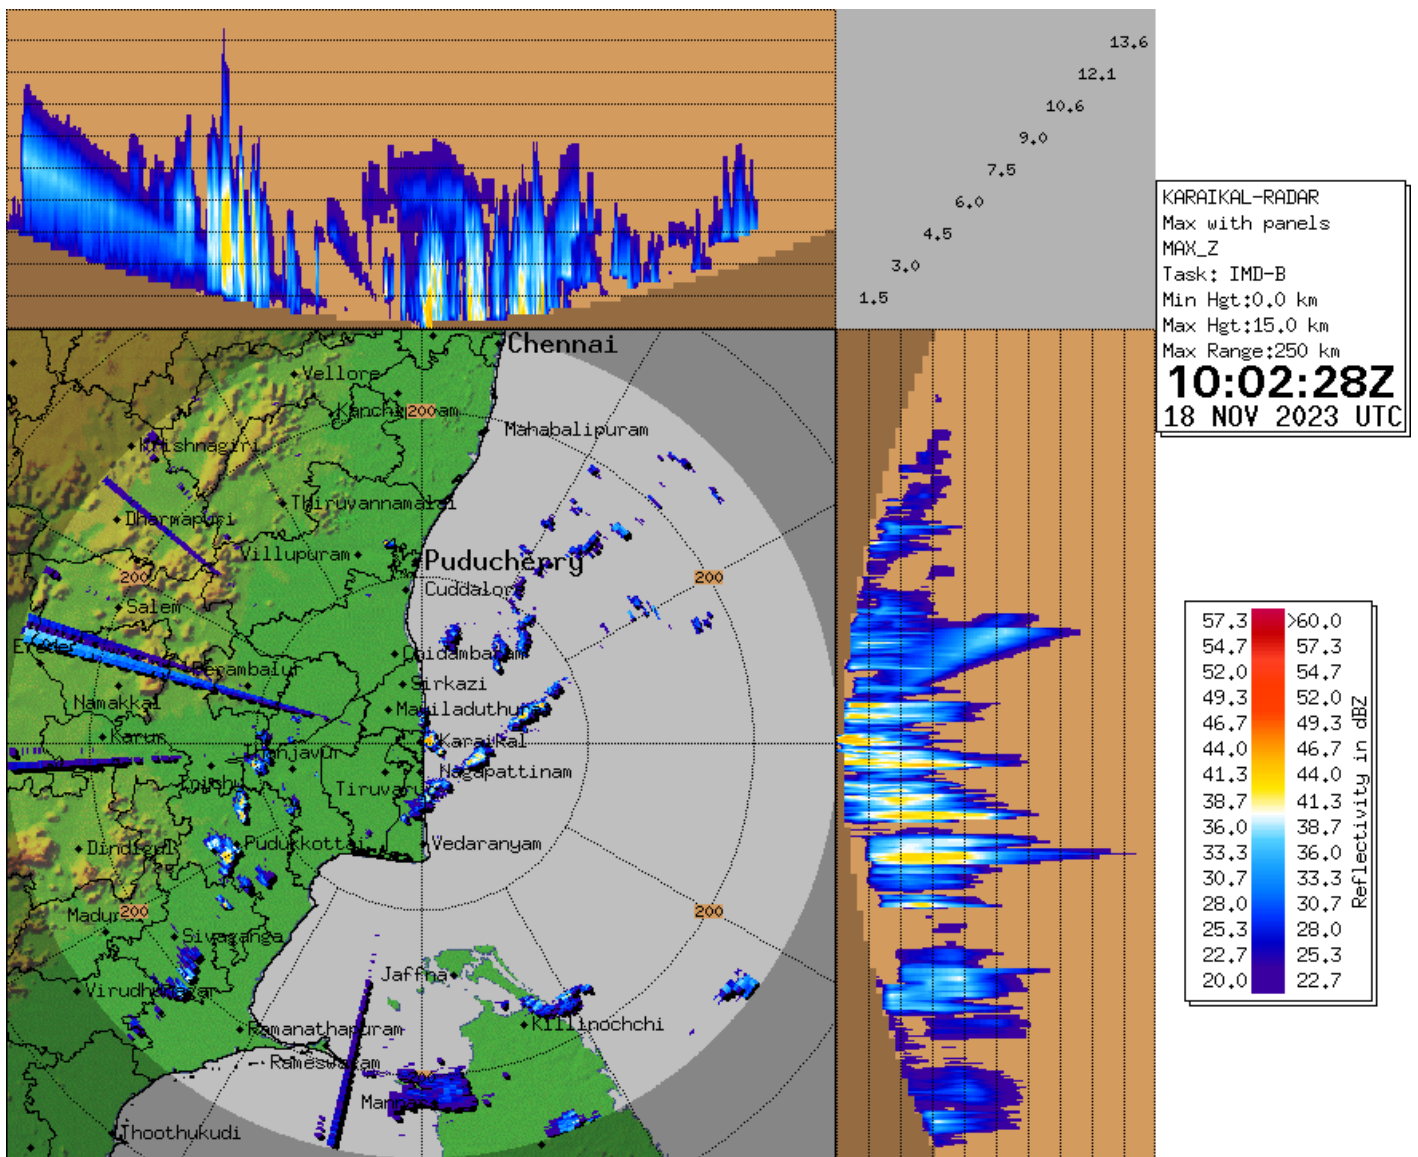 13.6
12.1
10.6
9.0
7.5
6.0
4.5
3.0
1.5
KARAIKAL-RADAR
Max with panels
MAX_Z
Task: IMD-B
Min Hgt:0.0 km
Max Hgt:15.0 km
Max Range:250 km
10:02:28Z
18 NOV 2023 UTC
Chennai
Vellore
200
Mahabalipuram
Krishnagiri
Thiruvannamalai
Dharmapuri
Villupuram
Puducherry
200
200
Cuddalore
Salem
Erode
Chidambaram
Perambalur
Sirkazi
Namakkal
Mayiladuthurai
Karur
Karaikal
Thanjavur
Nagapattinam
Trichy
Tiruvarur
Dindigul
Pudukkottai
Vedaranyam
200
200
Madurai
Sivaganga
Jaffna
Virudhunagar
Killinochchi
Ramanathapuram
Rameswaram
200
Mannar
Thoothukudi
57.3 >60.0
54.7 57.3
52.0 54.7
49.3 52.0
46.7 49.3
44.0 46.7
41.3 44.0
38.7 41.3
36.0 38.7
33.3 36.0
30.7 33.3
28.0 30.7
25.3 28.0
22.7 25.3
20.0 22.7
Reflectivity in dBZ